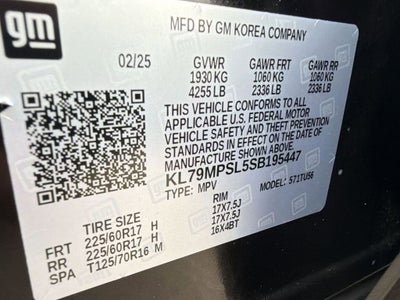 gm
MFD BY GM KOREA COMPANY
02/25 GVWR GAWR FRT GAWR RR
1930 KG 1060 KG 1060 KG
4255 LB 2336 LB 2336 LB
THIS VEHICLE CONFORMS TO ALL
APPLICABLE U.S. FEDERAL MOTOR
VEHICLE SAFETY AND THEFT
PREVENTION STANDARDS IN EFFECT ON
THE DATE OF MANUFACTURE SHOWN ABOVE.
KL79MPSL5SB195447
TYPE: MPV MODEL: 571TU56
TIRE SIZE RIM
FRT 225/60R17 H 17X7.5J
RR 225/60R17 H 17X7.5J
SPA T125/70R16 M 16X4BT